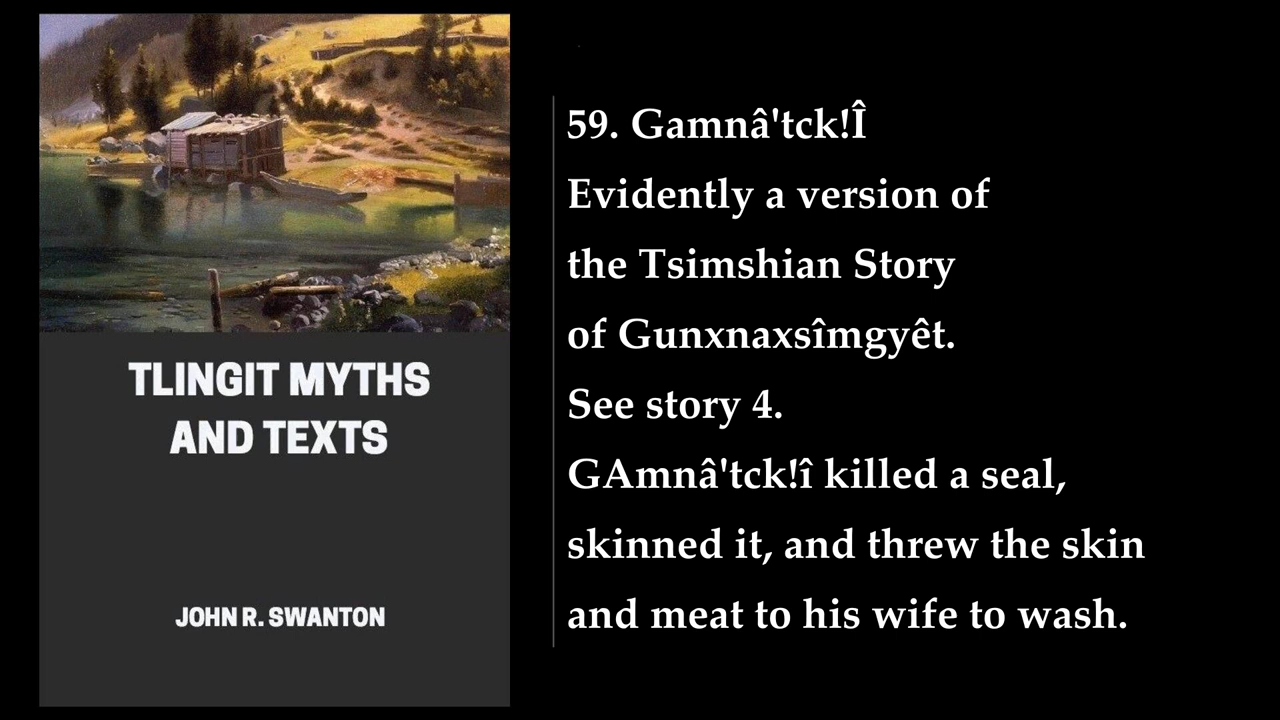 TLINGIT MYTHS
AND TEXTS
JOHN R. SWANTON
59. Gamnâ'tck!Î
Evidently a version of
the Tsimshian Story
of Gunxnaxsîmgyêt.
See story 4.
GAmnâ'tck!î killed a seal,
skinned it, and threw the skin
and meat to his wife to wash.